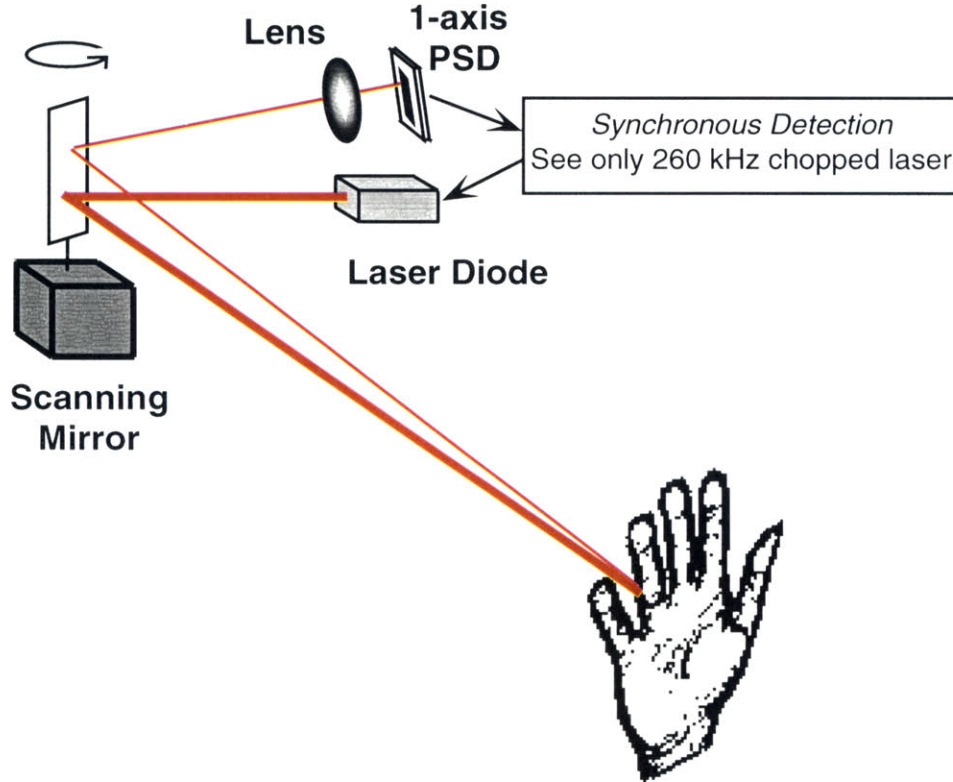 Lens
1-axis
PSD
Synchronous Detection
See only 260 kHz chopped laser
Laser Diode
Scanning
Mirror